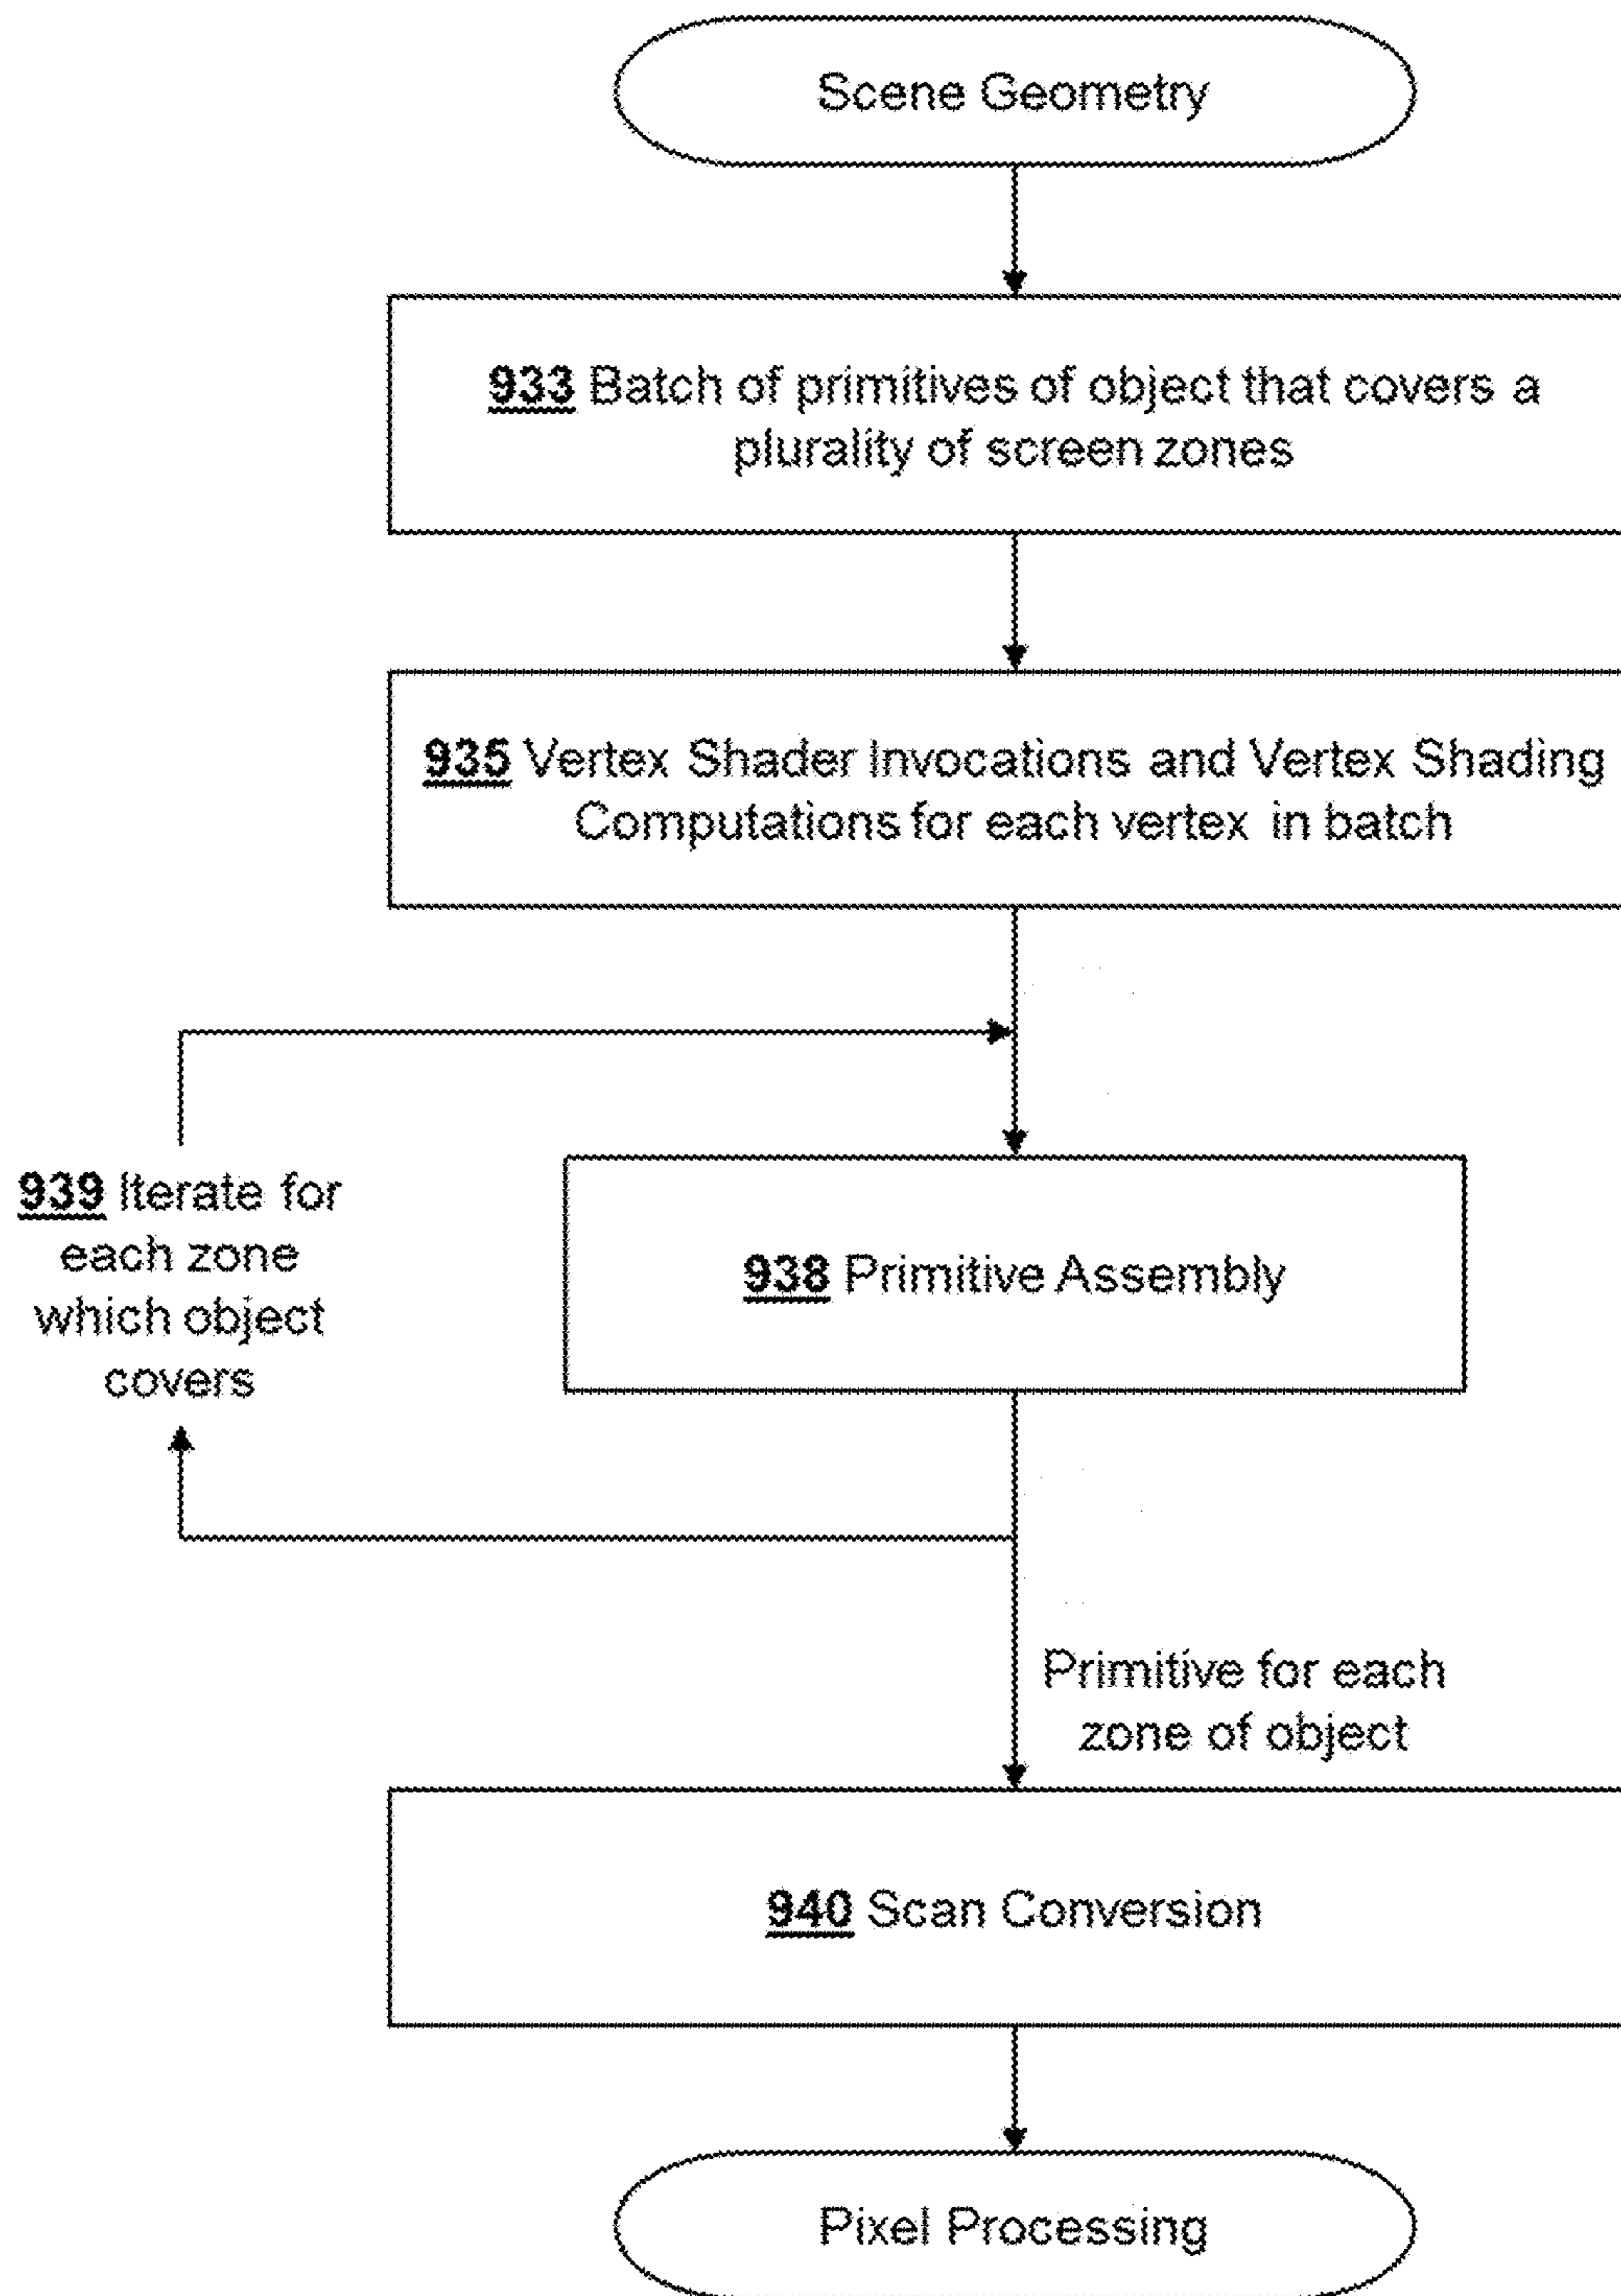 Scene Geometry
933 Batch of primitives of object that covers a
plurality of screen zones
935 Vertex Shader Invocations and Vertex Shading
Computations for each vertex in batch
939 Iterate for
each zone
which object
covers
938 Primitive Assembly
Primitive for each
zone of object
940 Scan Conversion
Pixel Processing